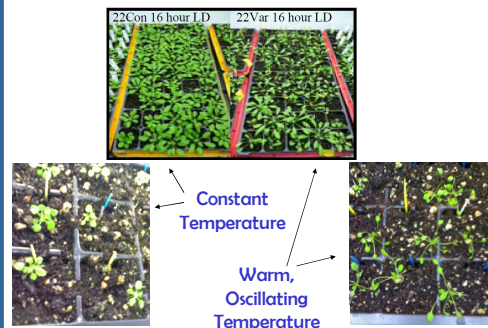 22Con 16 hour LD
22Var 16 hour LD
Constant
Temperature
Warm,
Oscillating
Temperature